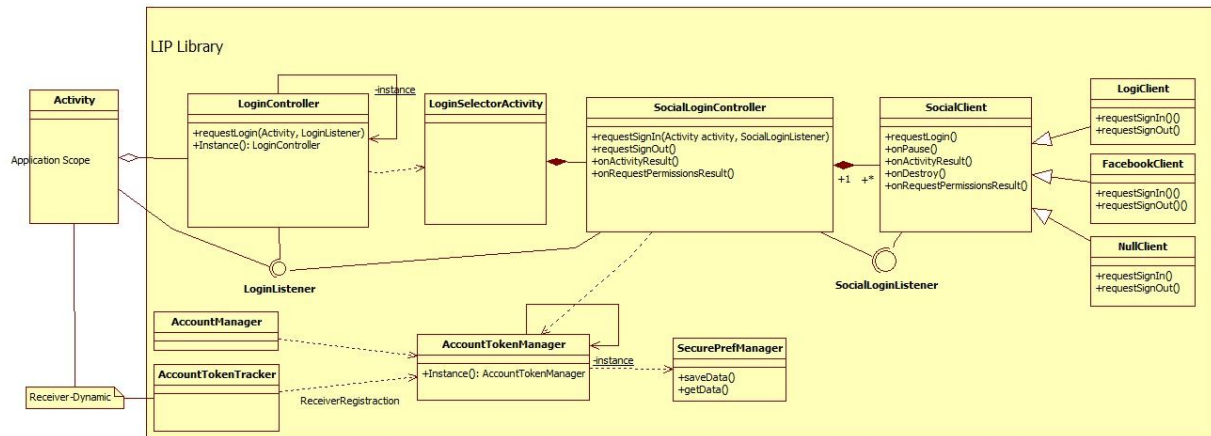 LIP Library
Activity
Application Scope
LoginController
+requestLogin(Activity, LoginListener)
+Instance(): LoginController
-instance
LoginSelectorActivity
SocialLoginController
+requestSignIn(Activity activity, SocialLoginListener)
+requestSignOut()
+onActivityResult()
+onRequestPermissionsResult()
+1
+*
SocialClient
+requestLogin()
+onPause()
+onActivityResult()
+onDestroy()
+onRequestPermissionsResult()
LogiClient
+requestSignIn()()
+requestSignOut()
FacebookClient
+requestSignIn()()
+requestSignOut()()
NullClient
+requestSignIn()
+requestSignOut()
LoginListener
SocialLoginListener
AccountManager
AccountTokenManager
+Instance(): AccountTokenManager
-instance
SecurePrefManager
+saveData()
+getData()
AccountTokenTracker
Receiver-Dynamic
ReceiverRegistraction